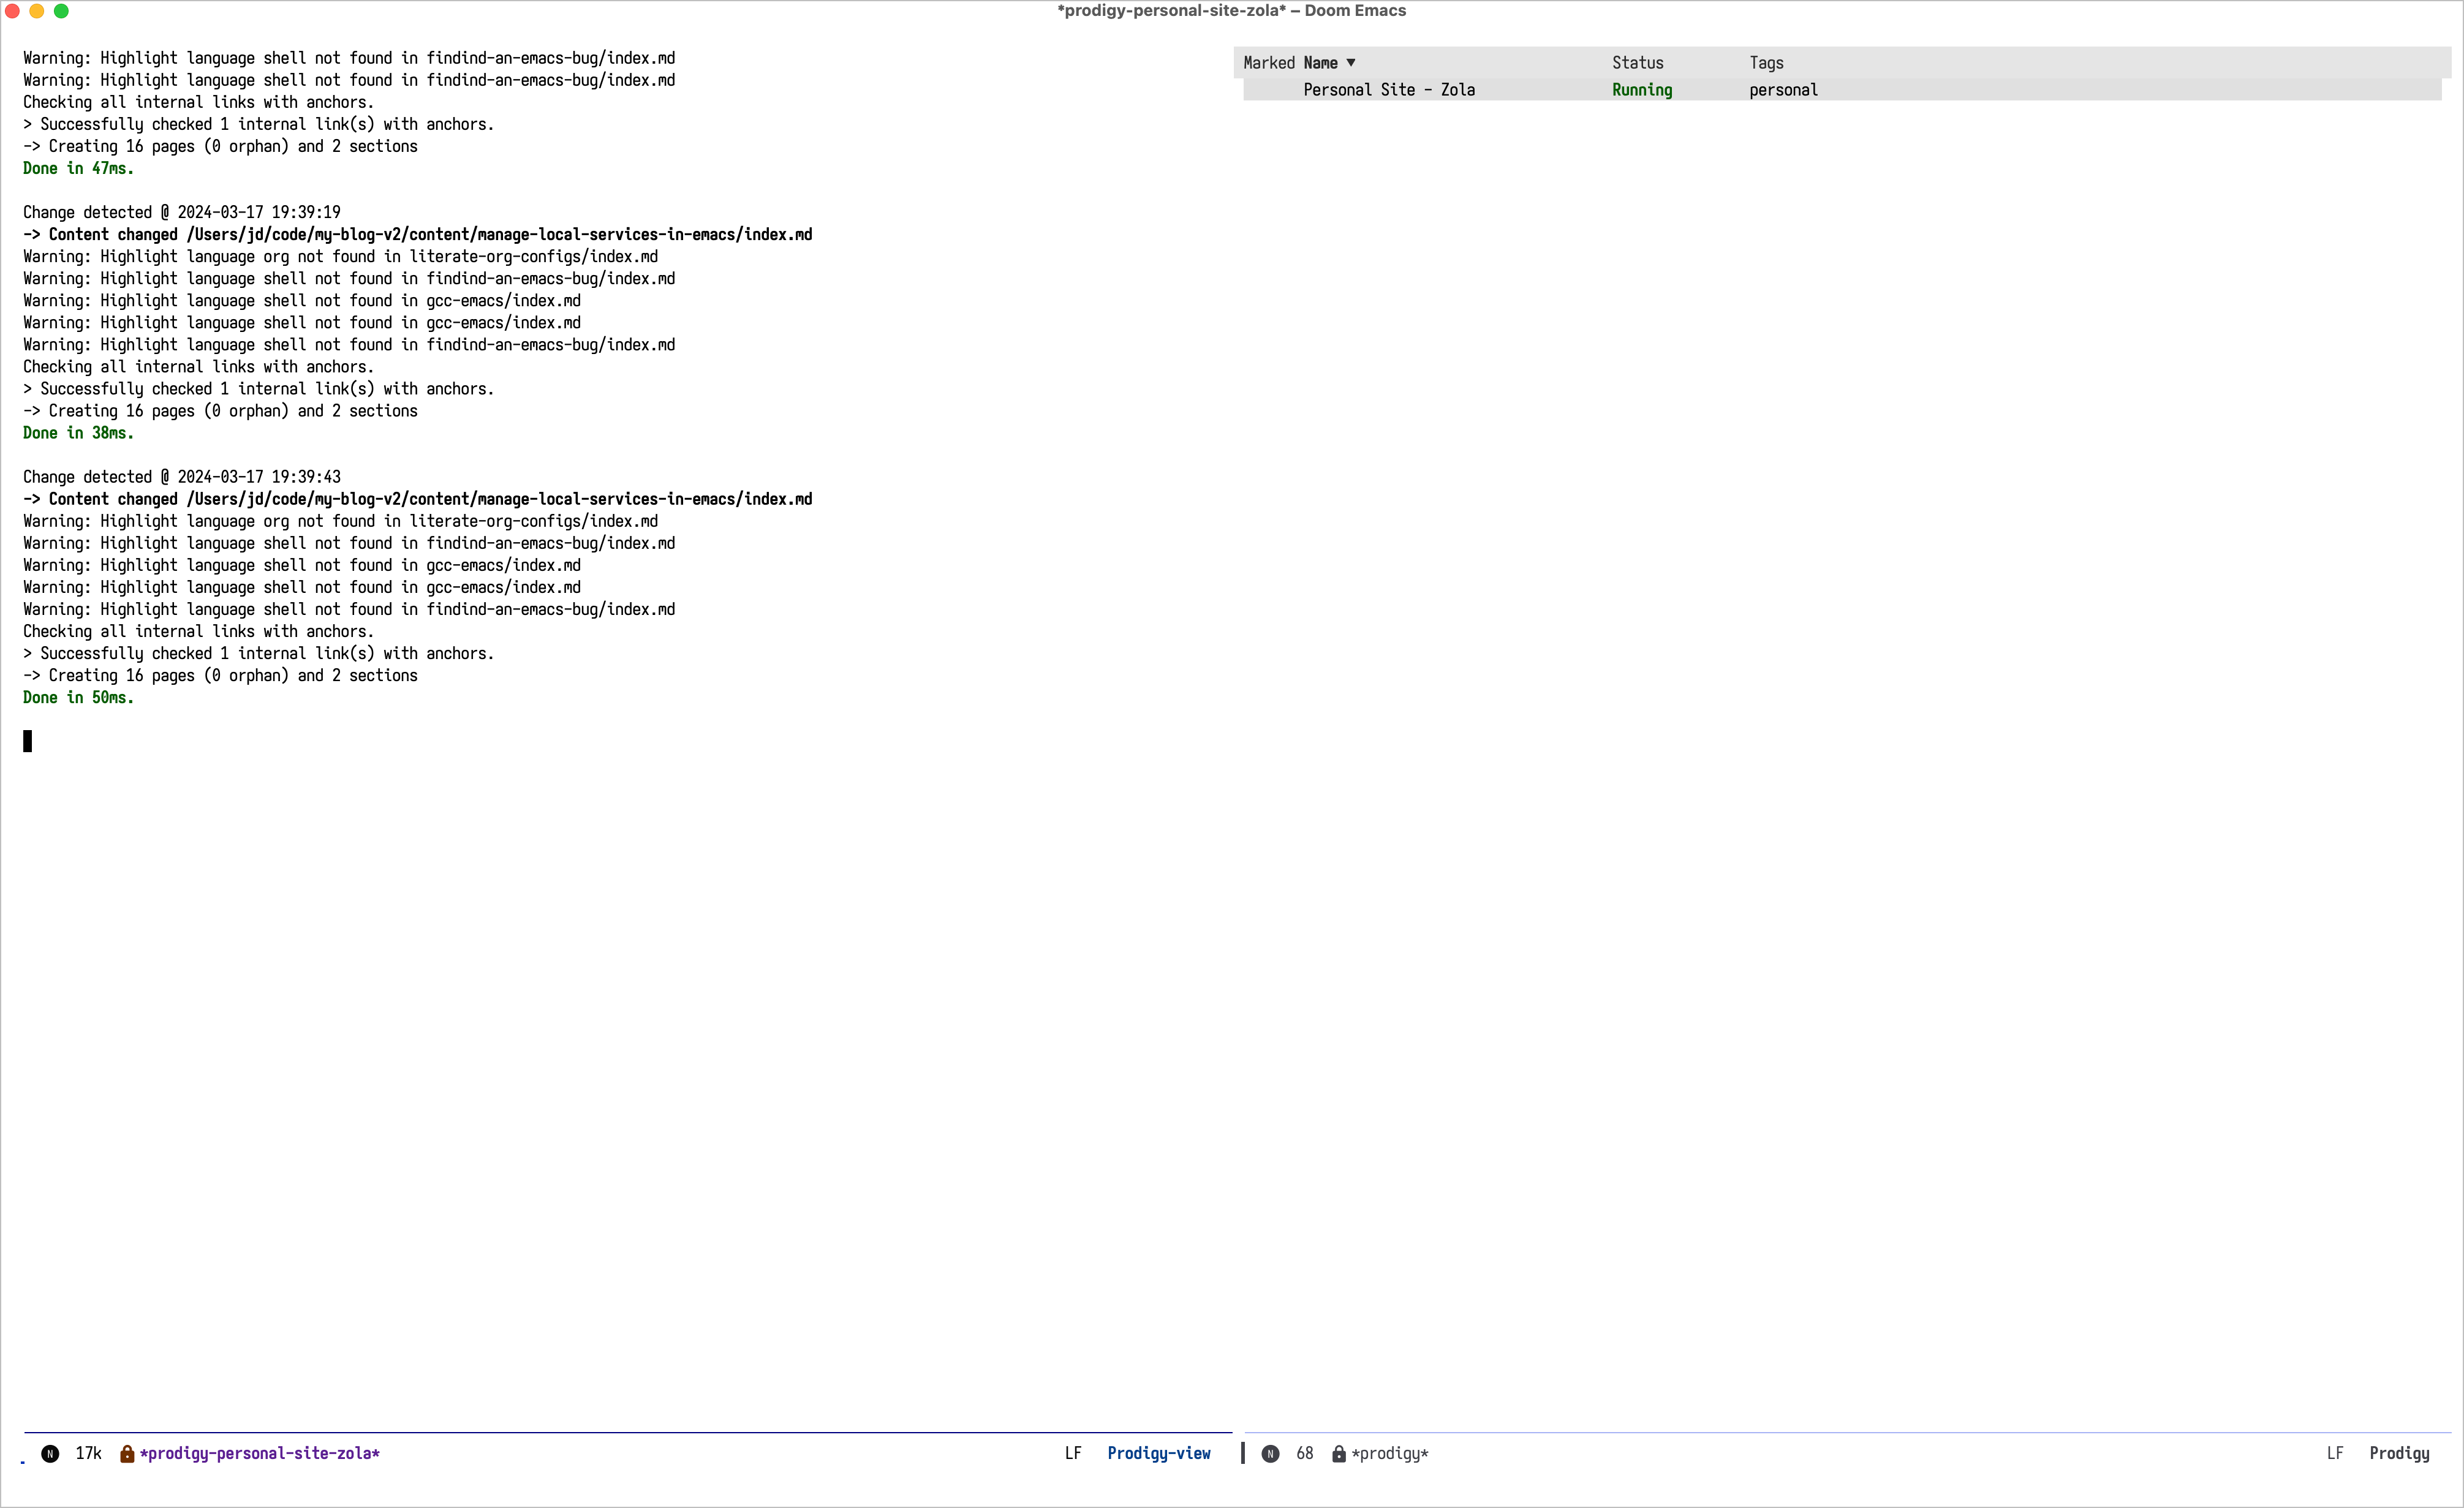 *prodigy-personal-site-zola* – Doom Emacs
Warning: Highlight language shell not found in findind-an-emacs-bug/index.md
Warning: Highlight language shell not found in findind-an-emacs-bug/index.md
Checking all internal links with anchors.
> Successfully checked 1 internal link(s) with anchors.
-> Creating 16 pages (0 orphan) and 2 sections
Done in 47ms.
Change detected @ 2024-03-17 19:39:19
-> Content changed /Users/jd/code/my-blog-v2/content/manage-local-services-in-emacs/index.md
Warning: Highlight language org not found in literate-org-configs/index.md
Warning: Highlight language shell not found in findind-an-emacs-bug/index.md
Warning: Highlight language shell not found in gcc-emacs/index.md
Warning: Highlight language shell not found in gcc-emacs/index.md
Warning: Highlight language shell not found in findind-an-emacs-bug/index.md
Checking all internal links with anchors.
> Successfully checked 1 internal link(s) with anchors.
-> Creating 16 pages (0 orphan) and 2 sections
Done in 38ms.
Change detected @ 2024-03-17 19:39:43
-> Content changed /Users/jd/code/my-blog-v2/content/manage-local-services-in-emacs/index.md
Warning: Highlight language org not found in literate-org-configs/index.md
Warning: Highlight language shell not found in findind-an-emacs-bug/index.md
Warning: Highlight language shell not found in gcc-emacs/index.md
Warning: Highlight language shell not found in gcc-emacs/index.md
Warning: Highlight language shell not found in findind-an-emacs-bug/index.md
Checking all internal links with anchors.
> Successfully checked 1 internal link(s) with anchors.
-> Creating 16 pages (0 orphan) and 2 sections
Done in 50ms.
Marked Name ▼ Status Tags
Personal Site - Zola Running personal
N 17k *prodigy-personal-site-zola* LF Prodigy-view
N 68 *prodigy* LF Prodigy